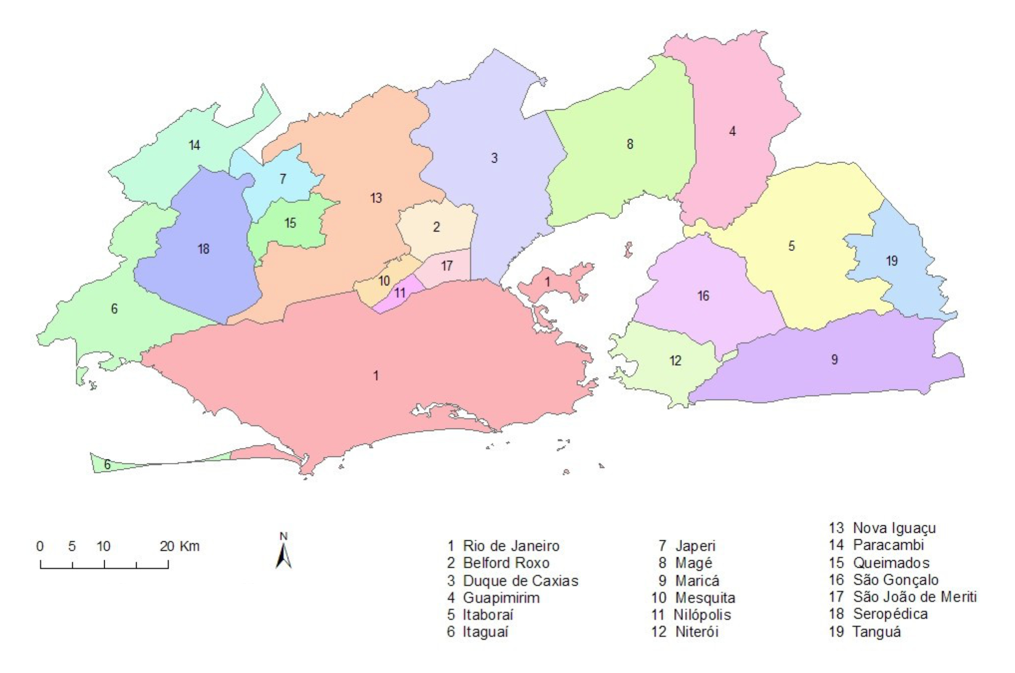 4
14
8
3
7
13
15
2
5
18
19
17
10
1
11
16
6
12
9
1
6
N
0 5 10 20 Km
1 Rio de Janeiro
2 Belford Roxo
3 Duque de Caxias
4 Guapimirim
5 Itaboraí
6 Itaguaí
7 Japeri
8 Magé
9 Maricá
10 Mesquita
11 Nilópolis
12 Niterói
13 Nova Iguaçu
14 Paracambi
15 Queimados
16 São Gonçalo
17 São João de Meriti
18 Seropédica
19 Tanguá